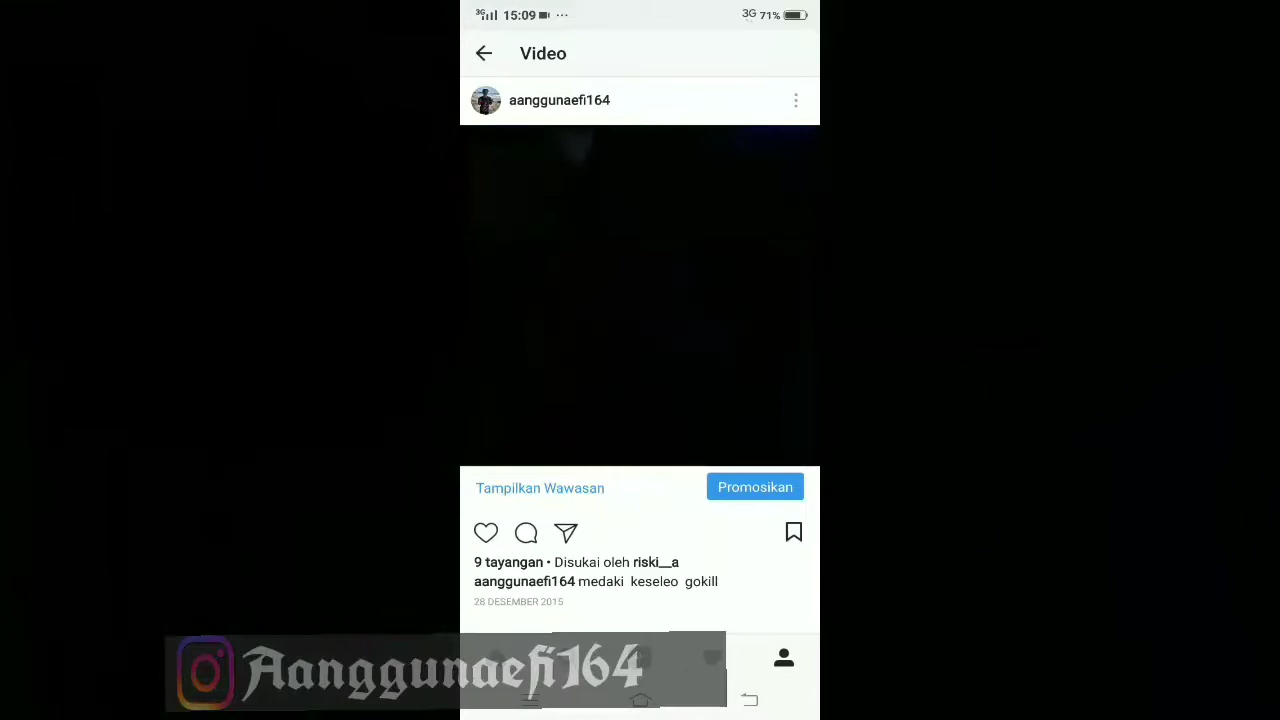 3G 15:09 ... 3G 71%
Video
aanggunaefi164
Tampilkan Wawasan Promosikan
9 tayangan • Disukai oleh riski__a
aanggunaefi164 medaki keseleo gokill
28 DESEMBER 2015
Aanggunaefi164